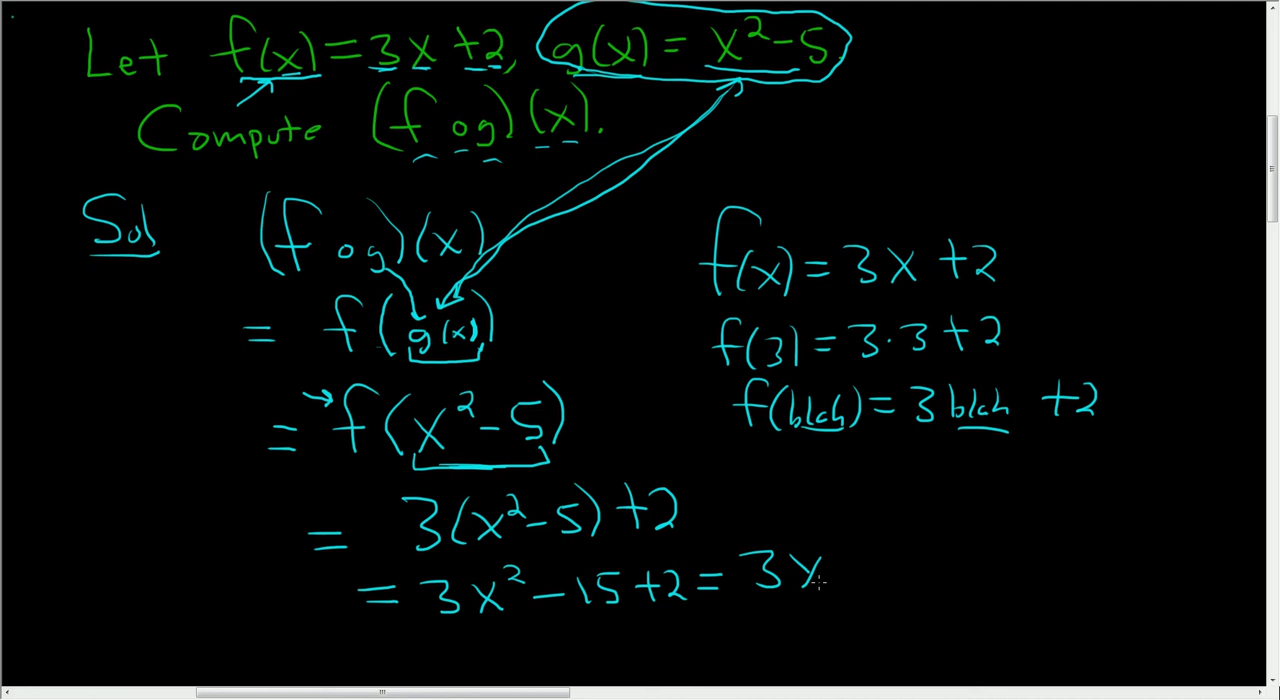 Let f(x) = 3x + 2, g(x) = x² - 5
Compute (f o g)(x).
Sol (f o g)(x)
= f(g(x))
= f(x² - 5)
= 3(x² - 5) + 2
= 3x² - 15 + 2 = 3x
f(x) = 3x + 2
f(3) = 3·3 + 2
f(blah) = 3 blah + 2